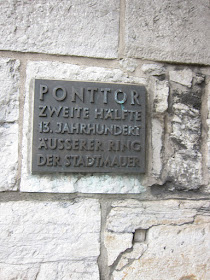 PONTTOR
ZWEITE HÄLFTE
13. JAHRHUNDERT
ÄUSSERER RING
DER STADTMAUER